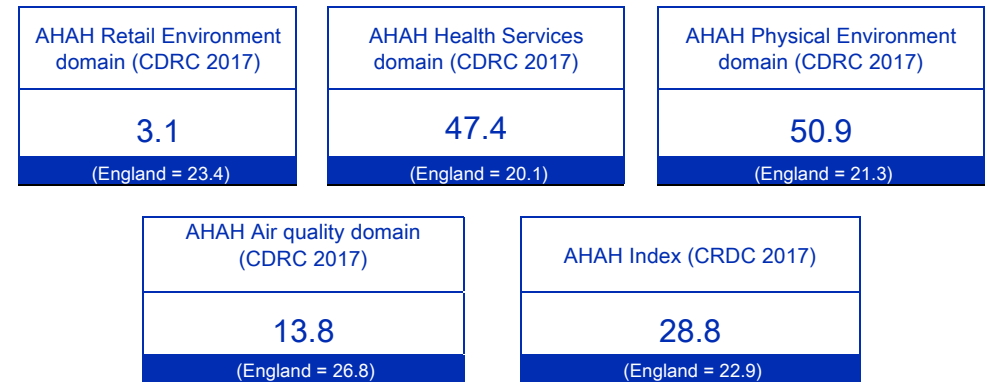 AHAH Retail Environment
domain (CDRC 2017)
3.1
(England = 23.4)
AHAH Health Services
domain (CDRC 2017)
47.4
(England = 20.1)
AHAH Physical Environment
domain (CDRC 2017)
50.9
(England = 21.3)
AHAH Air quality domain
(CDRC 2017)
13.8
(England = 26.8)
AHAH Index (CRDC 2017)
28.8
(England = 22.9)